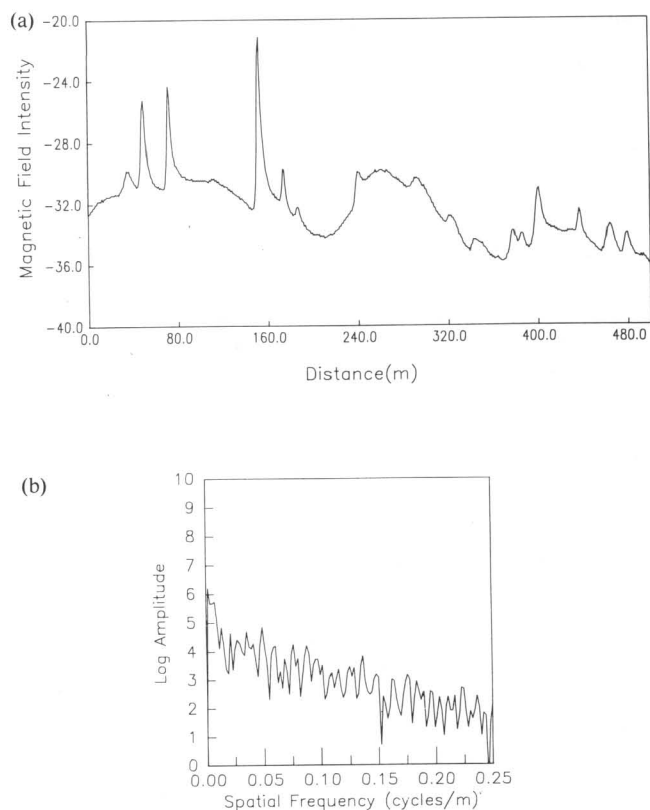 (a)
Magnetic Field Intensity
-20.0
-24.0
-28.0
-32.0
-36.0
-40.0
0.0 80.0 160.0 240.0 320.0 400.0 480.0
Distance(m)
(b)
Log Amplitude
10
9
8
7
6
5
4
3
2
1
0
0.00 0.05 0.10 0.15 0.20 0.25
Spatial Frequency (cycles/m)